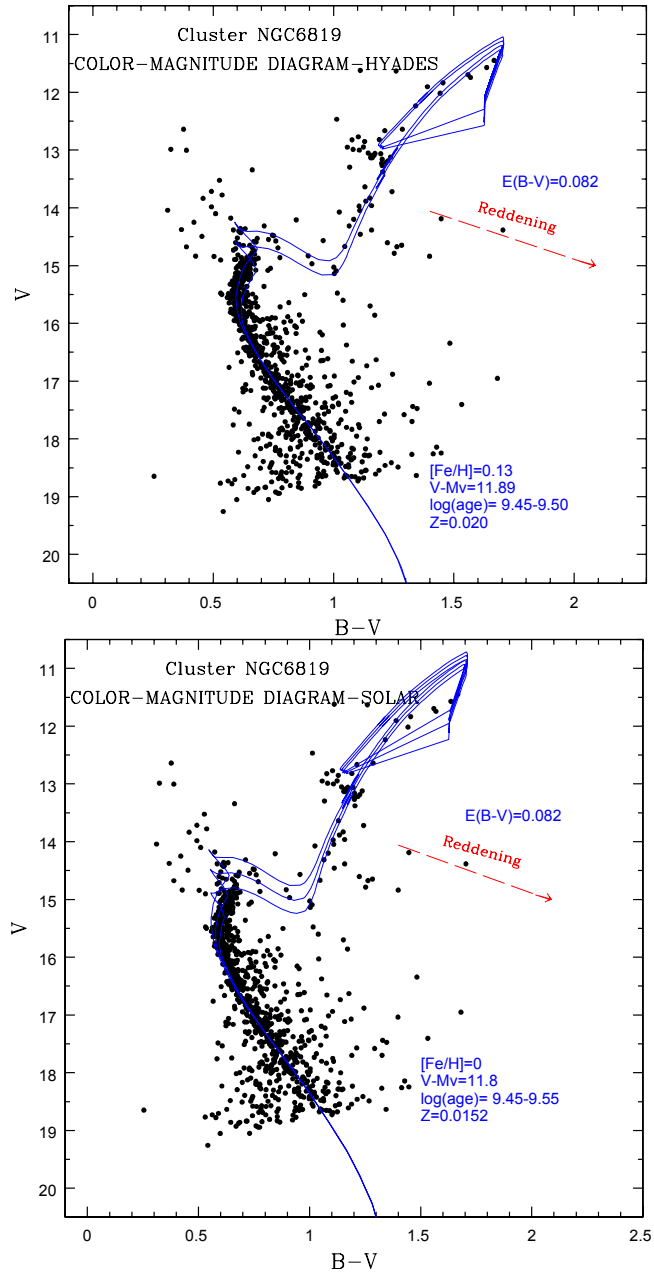 Cluster NGC6819
COLOR-MAGNITUDE DIAGRAM-HYADES
11
12
13
14
15
16
17
18
19
20
V
E(B-V)=0.082
Reddening
[Fe/H]=0.13
V-Mv=11.89
log(age)= 9.45-9.50
Z=0.020
0 0.5 1 1.5 2
B-V
Cluster NGC6819
COLOR-MAGNITUDE DIAGRAM-SOLAR
11
12
13
14
15
16
17
18
19
20
V
E(B-V)=0.082
Reddening
[Fe/H]=0
V-Mv=11.8
log(age)= 9.45-9.55
Z=0.0152
0 0.5 1 1.5 2 2.5
B-V